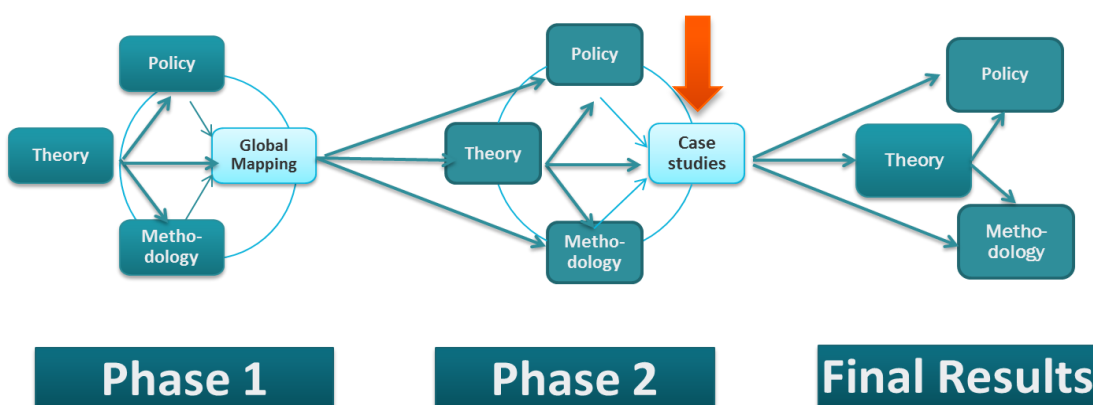 Policy
Theory
Global
Mapping
Metho-
dology
Policy
Theory
Case
studies
Metho-
dology
Policy
Theory
Metho-
dology
Phase 1
Phase 2
Final Results